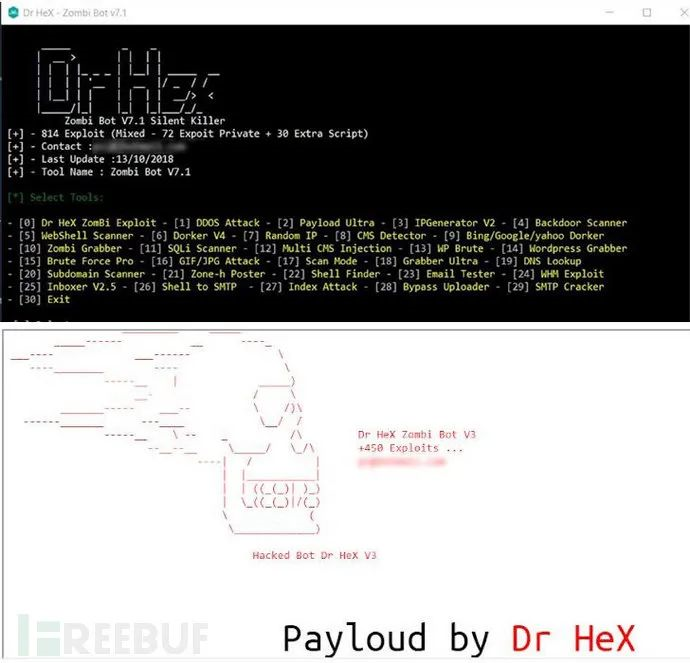 Dr HeX - Zombi Bot v7.1
Dr Hex
Zombi Bot V7.1 Silent Killer
[+] - 814 Exploit (Mixed - 72 Expoit Private + 30 Extra Script)
[+] - Contact :
[+] - Last Update :13/10/2018
[+] - Tool Name : Zombi Bot V7.1
[*] Select Tools:
- [0] Dr HeX ZomBi Exploit - [1] DDOS Attack - [2] Payload Ultra - [3] IPGenerator V2 - [4] Backdoor Scanner
- [5] WebShell Scanner - [6] Dorker V4 - [7] Random IP - [8] CMS Detector - [9] Bing/Google/yahoo Dorker
- [10] Zombi Grabber - [11] SQLi Scanner - [12] Multi CMS Injection - [13] WP Brute - [14] Wordpress Grabber
- [15] Brute Force Pro - [16] GIF/JPG Attack - [17] Scan Mode - [18] Grabber Ultra - [19] DNS Lookup
- [20] Subdomain Scanner - [21] Zone-h Poster - [22] Shell Finder - [23] Email Tester - [24] WHM Exploit
- [25] Inboxer V2.5 - [26] Shell to SMTP  - [27] Index Attack - [28] Bypass Uploader - [29] SMTP Cracker
- [30] Exit
Dr HeX Zombi Bot V3
+450 Exploits ...
Hacked Bot Dr HeX V3
FREEBUF
Payloud by Dr HeX